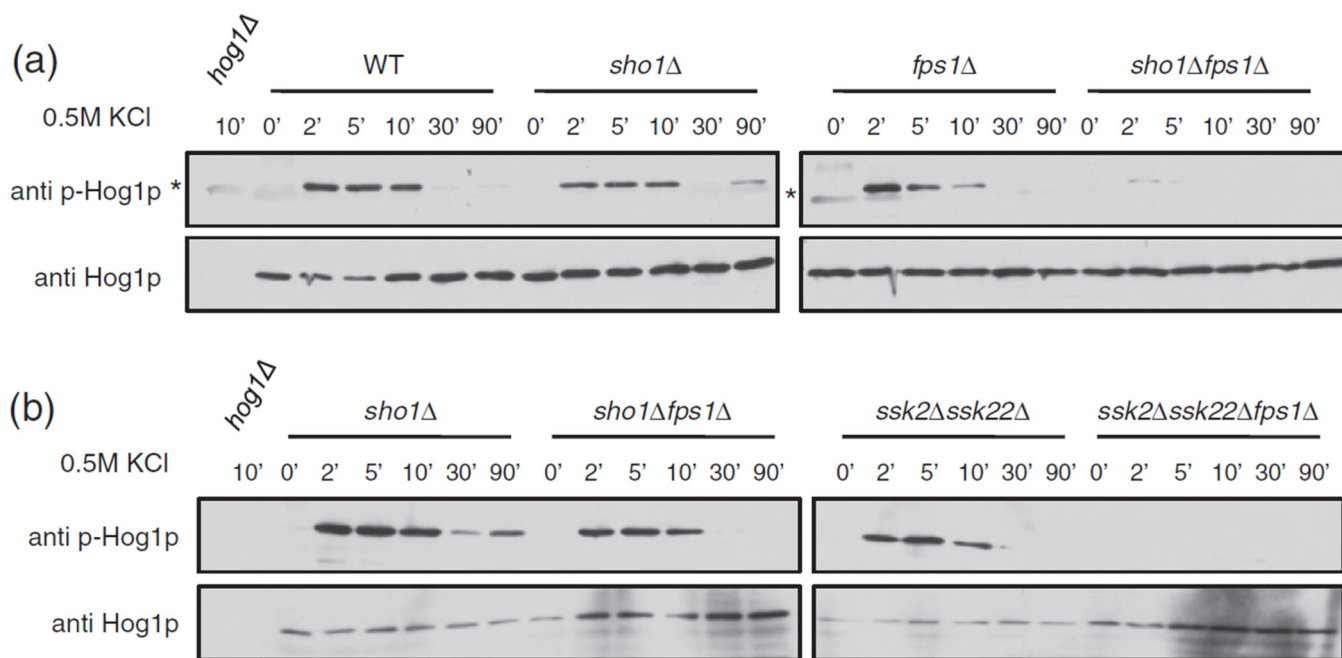 (a)
hog1Δ
WT sho1Δ fps1Δ sho1Δfps1Δ
0.5M KCl 10’ 0’ 2’ 5’ 10’ 30’ 90’ 0’ 2’ 5’ 10’ 30’ 90’ 0’ 2’ 5’ 10’ 30’ 90’ 0’ 2’ 5’ 10’ 30’ 90’
anti p-Hog1p * *
anti Hog1p
(b)
hog1Δ
sho1Δ sho1Δfps1Δ ssk2Δssk22Δ ssk2Δssk22Δfps1Δ
0.5M KCl 10’ 0’ 2’ 5’ 10’ 30’ 90’ 0’ 2’ 5’ 10’ 30’ 90’ 0’ 2’ 5’ 10’ 30’ 90’ 0’ 2’ 5’ 10’ 30’ 90’
anti p-Hog1p
anti Hog1p